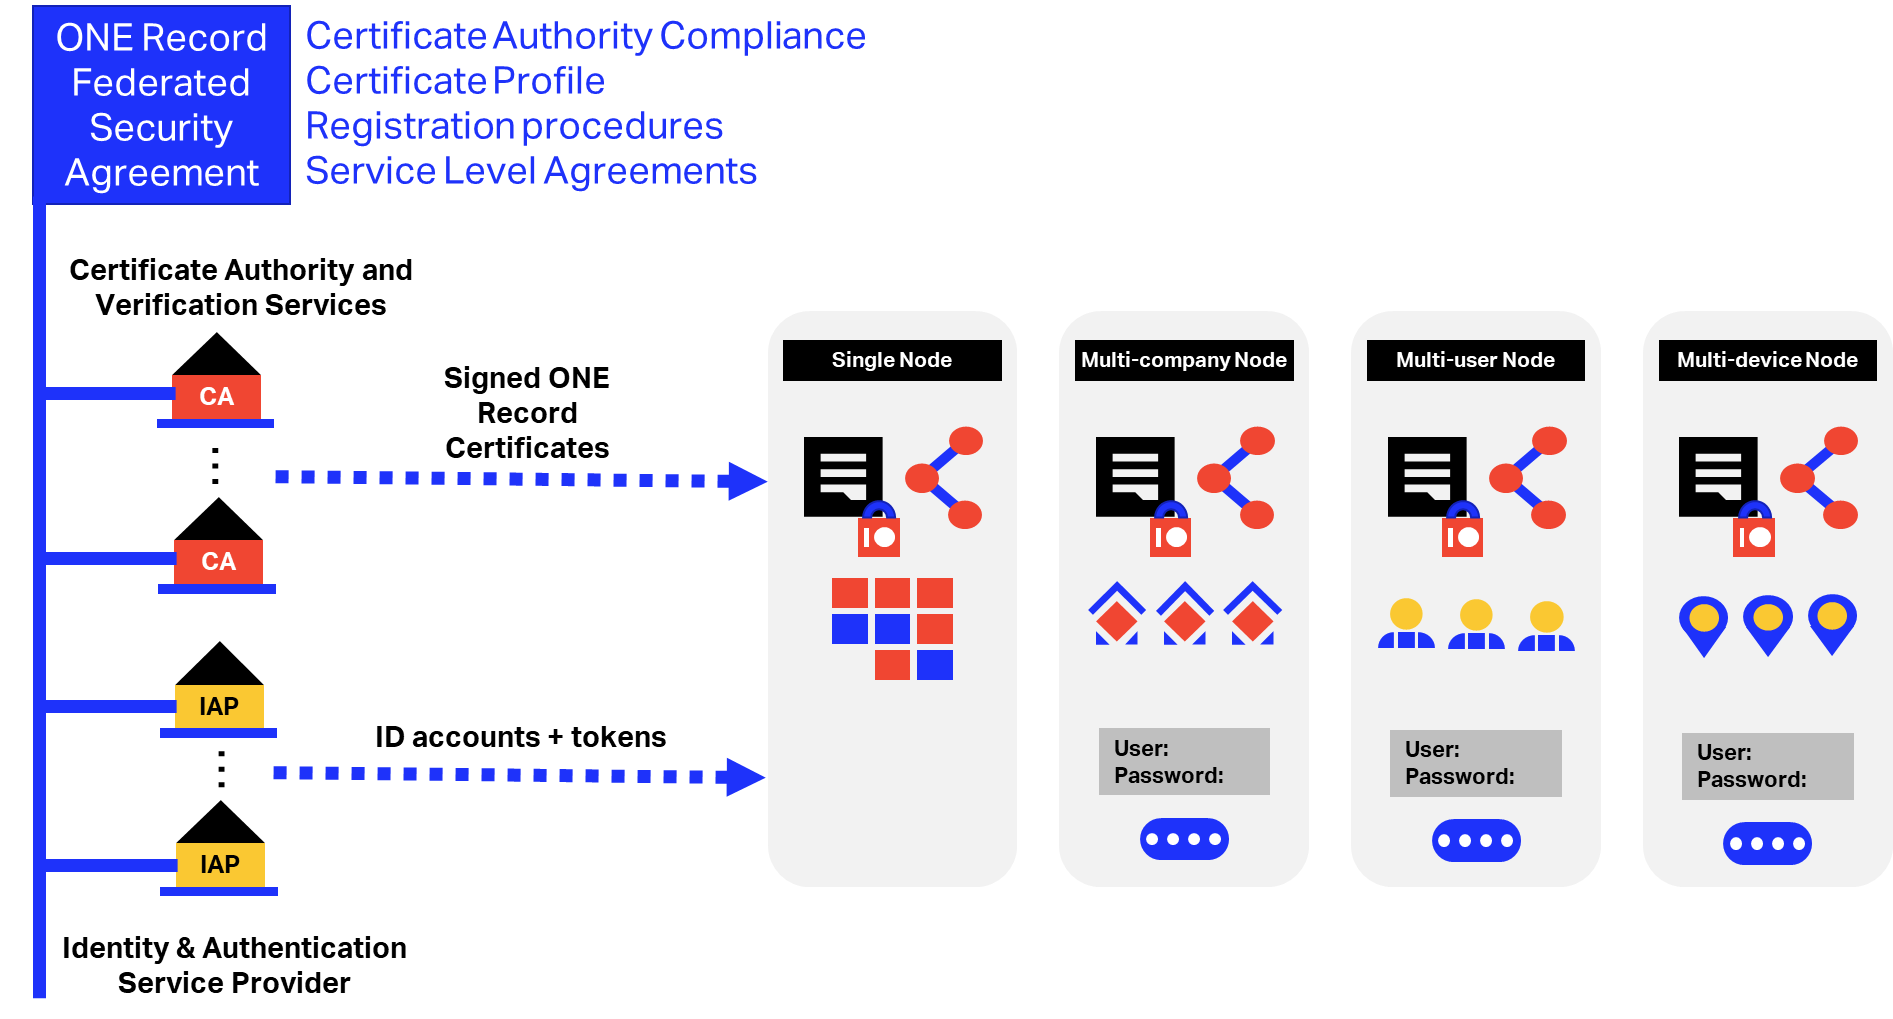 ONE Record
Federated
Security
Agreement
Certificate Authority Compliance
Certificate Profile
Registration procedures
Service Level Agreements
Certificate Authority and
Verification Services
CA
CA
IAP
IAP
Identity & Authentication
Service Provider
Signed ONE
Record
Certificates
ID accounts + tokens
Single Node
Multi-company Node
User:
Password:
Multi-user Node
User:
Password:
Multi-device Node
User:
Password: